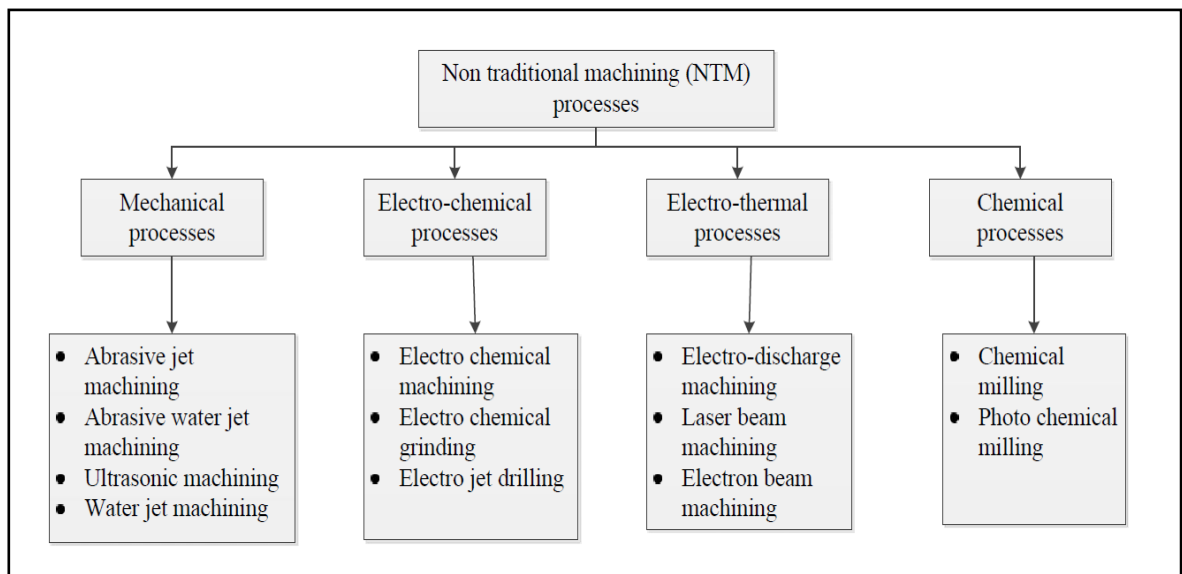 Non traditional machining (NTM)
processes
Mechanical
processes
Electro-chemical
processes
Electro-thermal
processes
Chemical
processes
● Abrasive jet
machining
● Abrasive water jet
machining
● Ultrasonic machining
● Water jet machining
● Electro chemical
machining
● Electro chemical
grinding
● Electro jet drilling
● Electro-discharge
machining
● Laser beam
machining
● Electron beam
machining
● Chemical
milling
● Photo chemical
milling